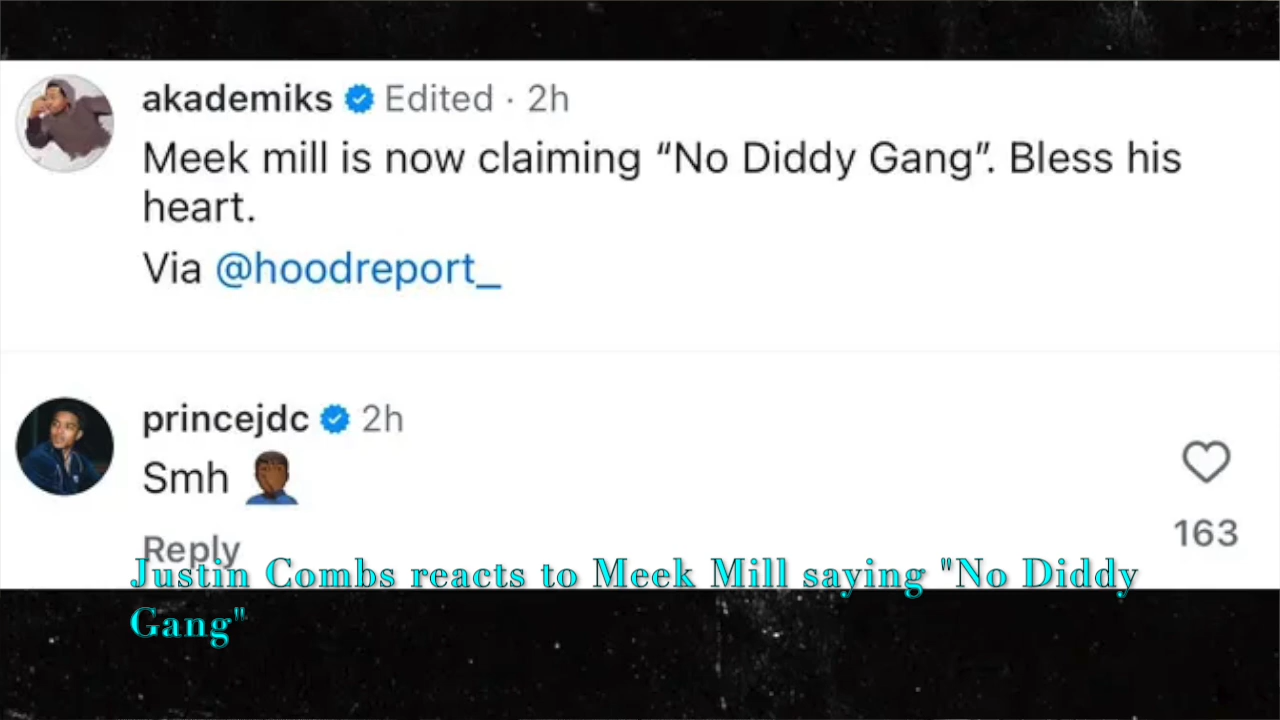 akademiks Edited · 2h
Meek mill is now claiming “No Diddy Gang”. Bless his
heart.
Via @hoodreport_
princejdc 2h
Smh 🤦🏿‍♂️
163
Reply
Justin Combs reacts to Meek Mill saying "No Diddy
Gang"